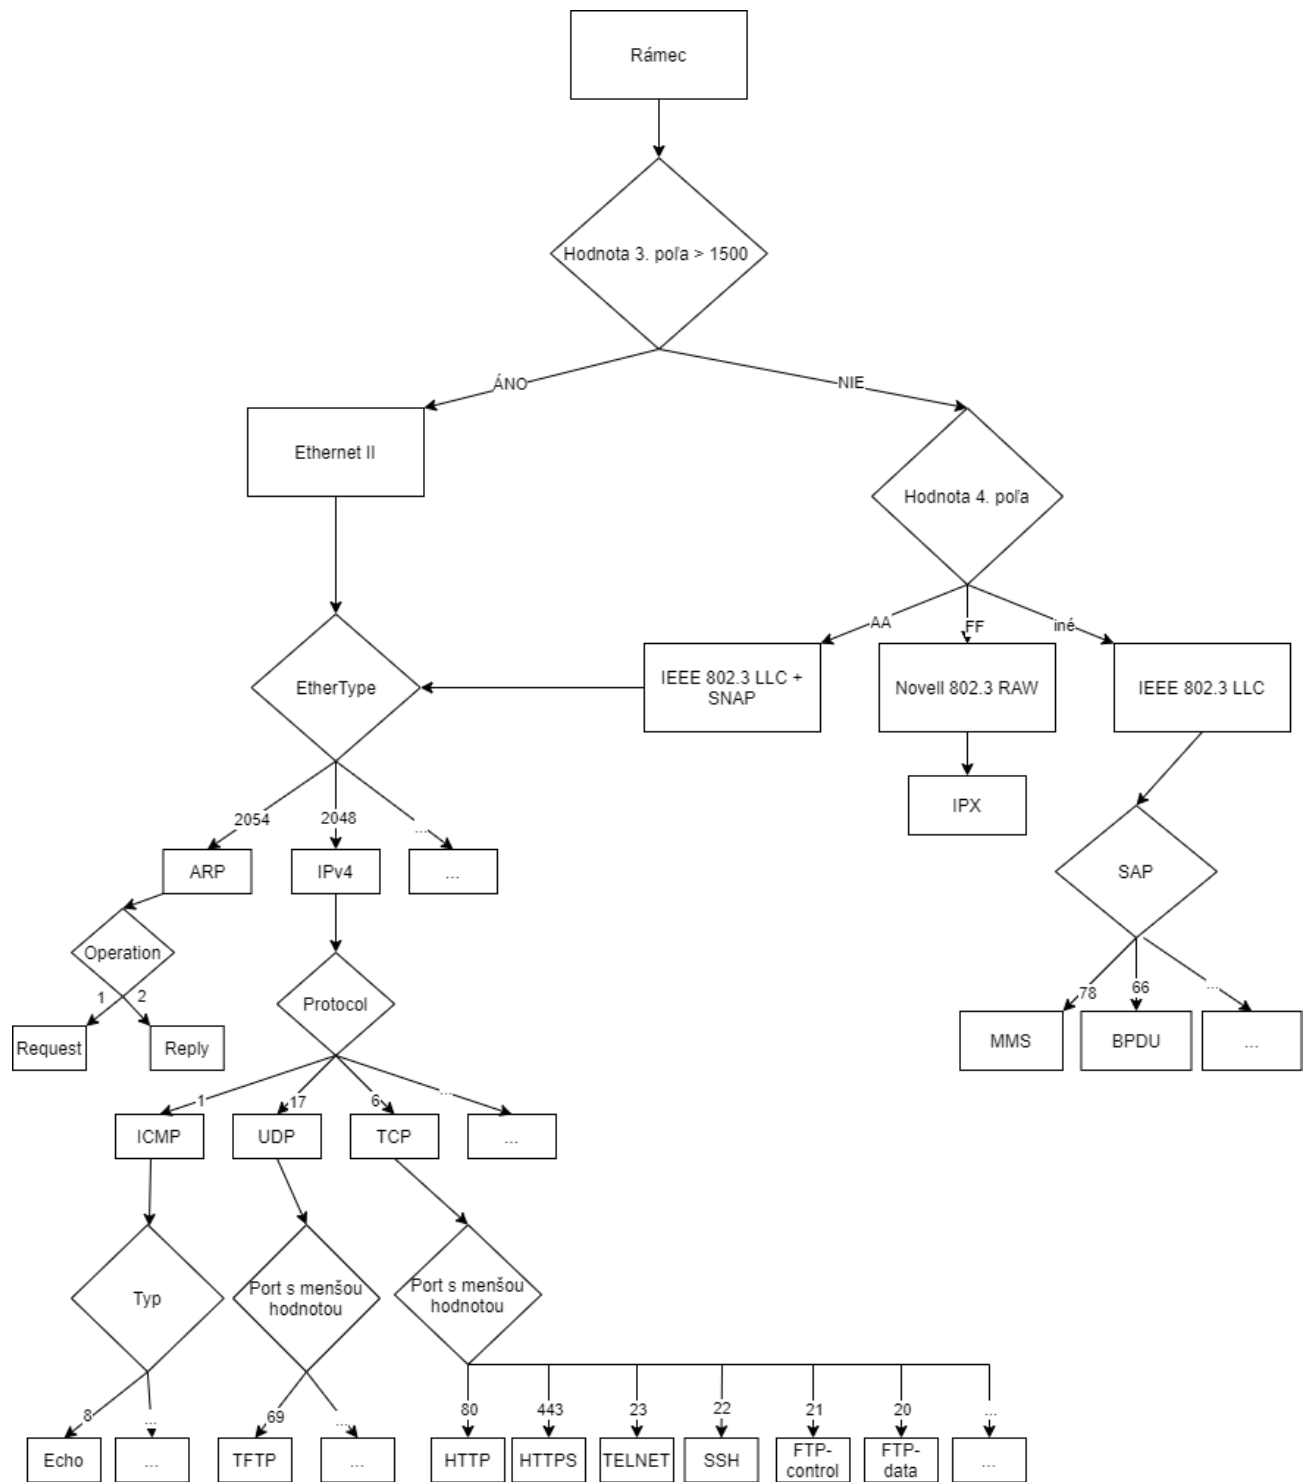 Rámec
Hodnota 3. poľa > 1500
ÁNO
NIE
Ethernet II
Hodnota 4. poľa
AA
FF
iné
EtherType
IEEE 802.3 LLC +
SNAP
Novell 802.3 RAW
IEEE 802.3 LLC
IPX
2054
2048
...
ARP
IPv4
...
SAP
Operation
1
2
Protocol
78
66
...
Request
Reply
MMS
BPDU
...
1
17
6
...
ICMP
UDP
TCP
...
Typ
Port s menšou
hodnotou
Port s menšou
hodnotou
8
...
69
...
80
443
23
22
21
20
...
Echo
...
TFTP
...
HTTP
HTTPS
TELNET
SSH
FTP-
control
FTP-
data
...